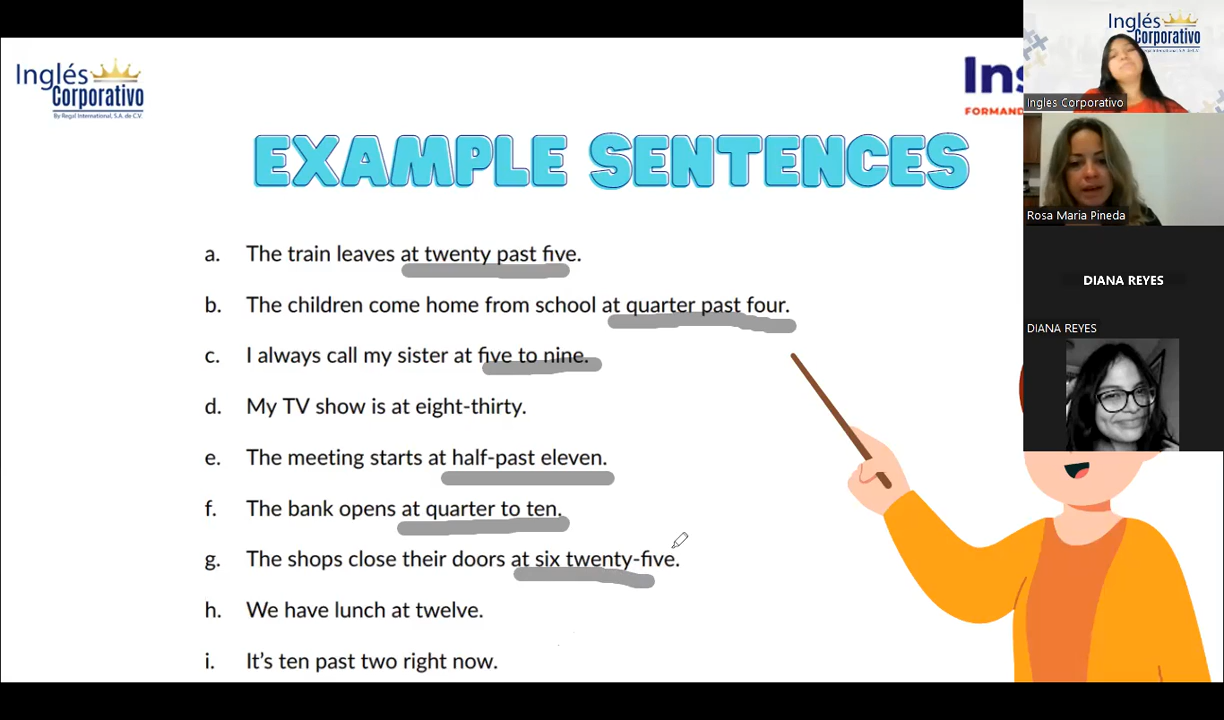 Inglés
Corporativo
By Regal International, S.A. de C.V.
Ins
FORMAND
EXAMPLE SENTENCES
a. The train leaves at twenty past five.
b. The children come home from school at quarter past four.
c. I always call my sister at five to nine.
d. My TV show is at eight-thirty.
e. The meeting starts at half-past eleven.
f. The bank opens at quarter to ten.
g. The shops close their doors at six twenty-five.
h. We have lunch at twelve.
i. It's ten past two right now.
Inglés
Corporativo
Ingles Corporativo
Rosa Maria Pineda
DIANA REYES
DIANA REYES